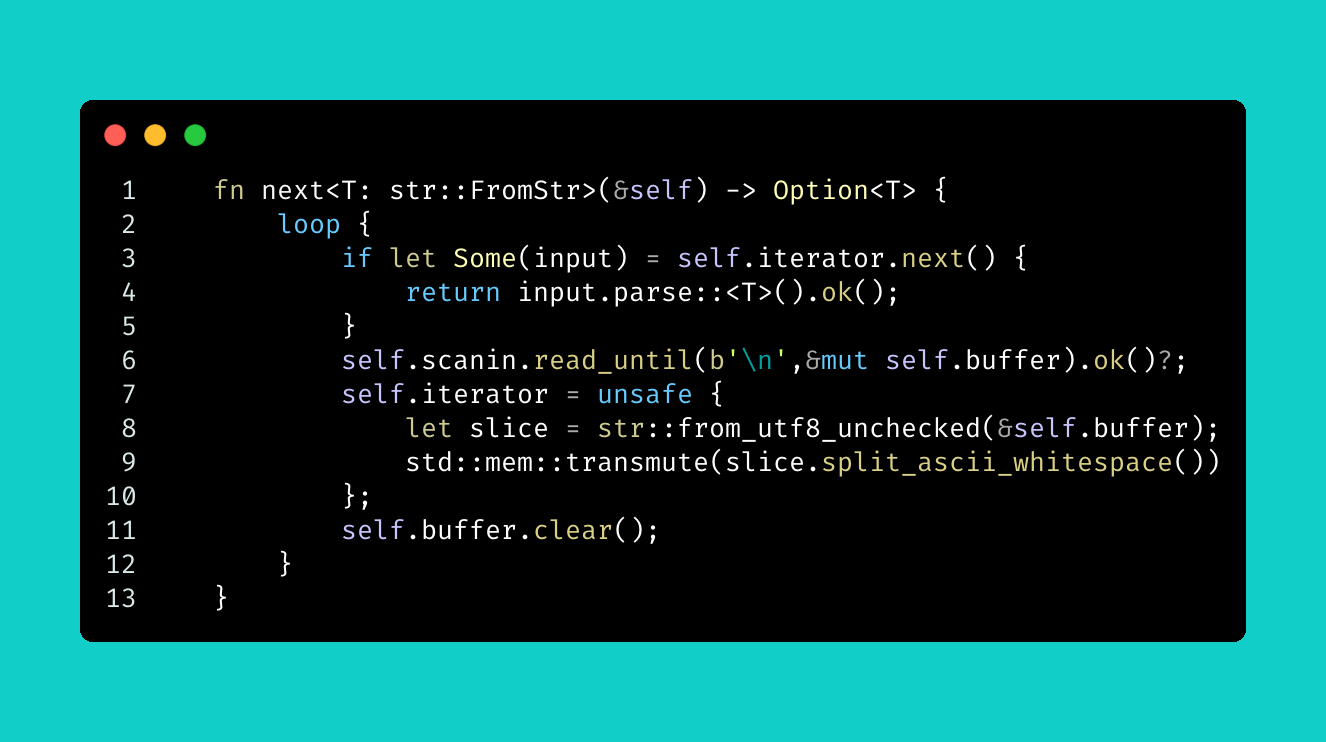 1 fn next<T: str::FromStr>(&self) -> Option<T> {
2 loop {
3 if let Some(input) = self.iterator.next() {
4 return input.parse::<T>().ok();
5 }
6 self.scanin.read_until(b'\n',&mut self.buffer).ok()?;
7 self.iterator = unsafe {
8 let slice = str::from_utf8_unchecked(&self.buffer);
9 std::mem::transmute(slice.split_ascii_whitespace())
10 };
11 self.buffer.clear();
12 }
13 }